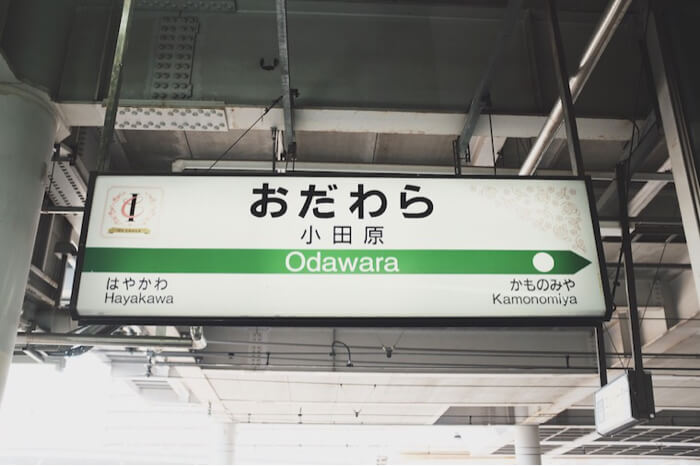 おだわら
小田原
Odawara
はやかわ
Hayakawa
かものみや
Kamonomiya